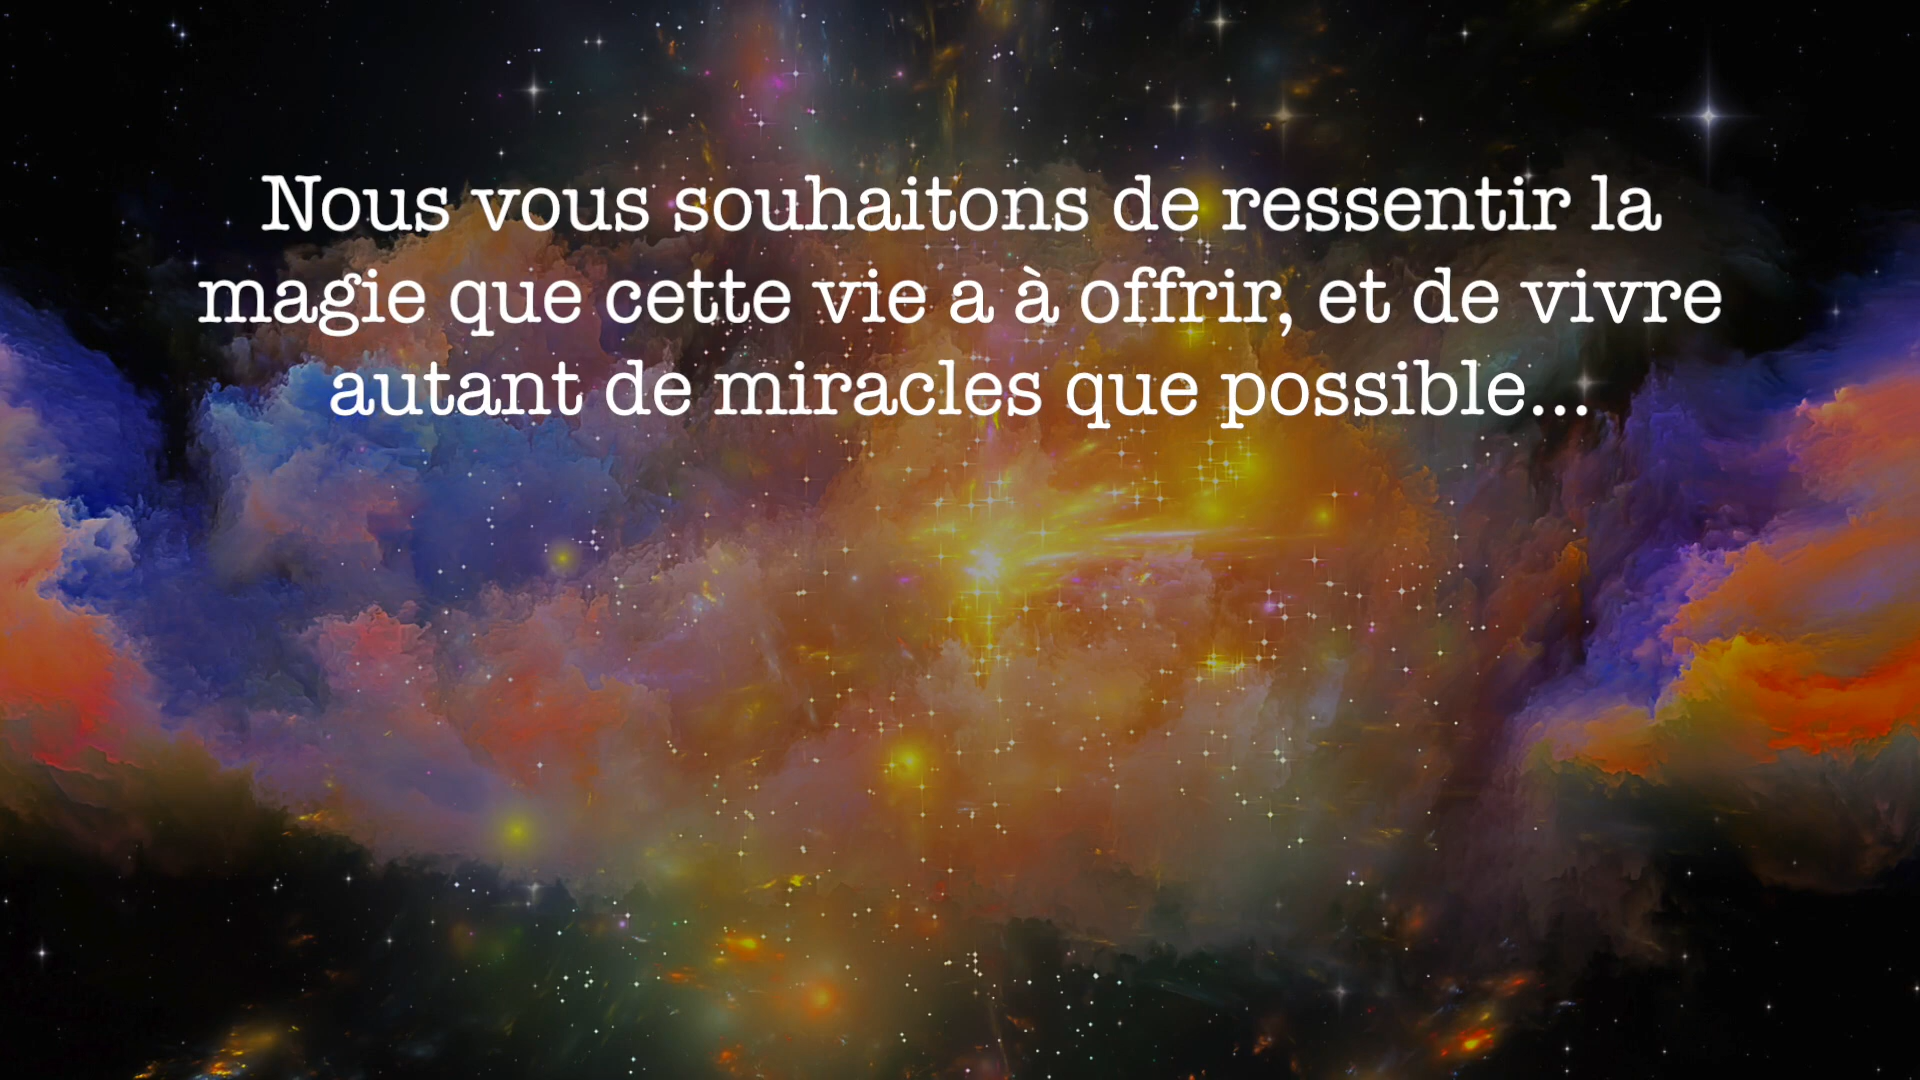 Nous vous souhaitons de ressentir la
magie que cette vie a à offrir, et de vivre
autant de miracles que possible...